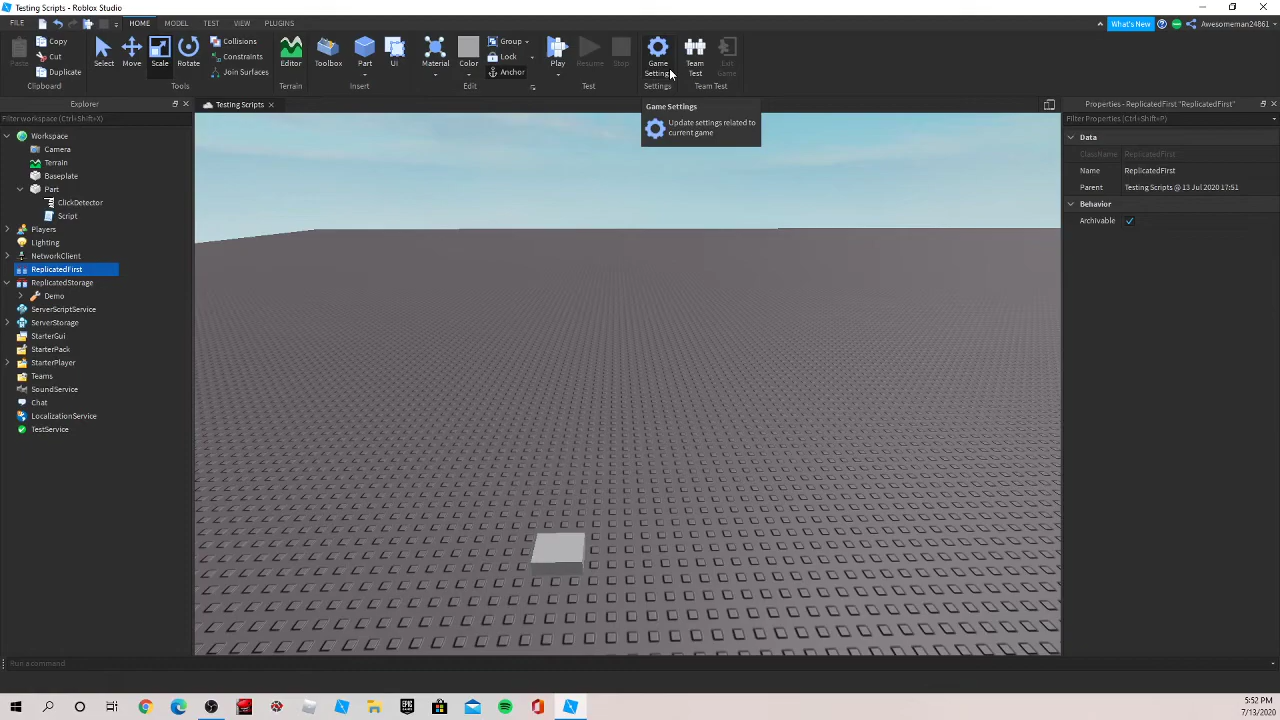 Testing Scripts - Roblox Studio
FILE HOME MODEL TEST VIEW PLUGINS What's New Awesomeman24861
Paste Copy Cut Duplicate Clipboard
Select Move Scale Rotate Collisions Constraints Join Surfaces Tools
Editor Terrain
Toolbox Part UI Insert
Material Color Group Lock Anchor Edit
Play Resume Stop Test
Game Settings Settings
Team Test Exit Game Team Test
Explorer
Testing Scripts
Properties - ReplicatedFirst "ReplicatedFirst"
Filter workspace (Ctrl+Shift+X)
Filter Properties (Ctrl+Shift+P)
Game Settings
Update settings related to
current game
Workspace
Camera
Terrain
Baseplate
Part
ClickDetector
Script
Players
Lighting
NetworkClient
ReplicatedFirst
ReplicatedStorage
Demo
ServerScriptService
ServerStorage
StarterGui
StarterPack
StarterPlayer
Teams
SoundService
Chat
LocalizationService
TestService
Data
ClassName ReplicatedFirst
Name ReplicatedFirst
Parent Testing Scripts @ 13 Jul 2020 17:51
Behavior
Archivable
Run a command
EPIC GAMES
5:52 PM
7/13/2020